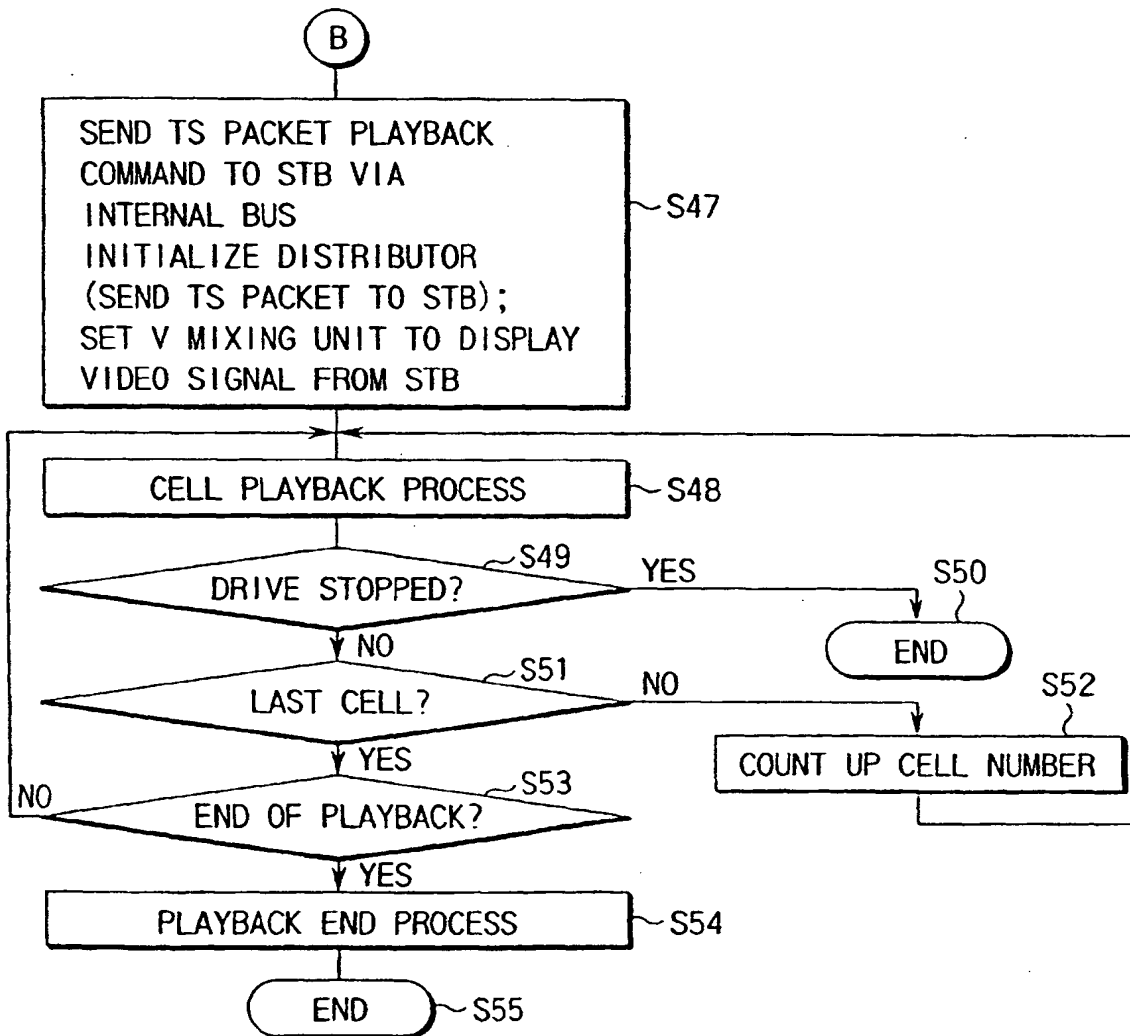 B
SEND TS PACKET PLAYBACK
COMMAND TO STB VIA
INTERNAL BUS
INITIALIZE DISTRIBUTOR
(SEND TS PACKET TO STB);
SET V MIXING UNIT TO DISPLAY
VIDEO SIGNAL FROM STB
S47
CELL PLAYBACK PROCESS
S48
S49
DRIVE STOPPED?
YES
S50
END
NO
S51
LAST CELL?
NO
S52
COUNT UP CELL NUMBER
YES
S53
NO
END OF PLAYBACK?
YES
PLAYBACK END PROCESS
S54
END
S55